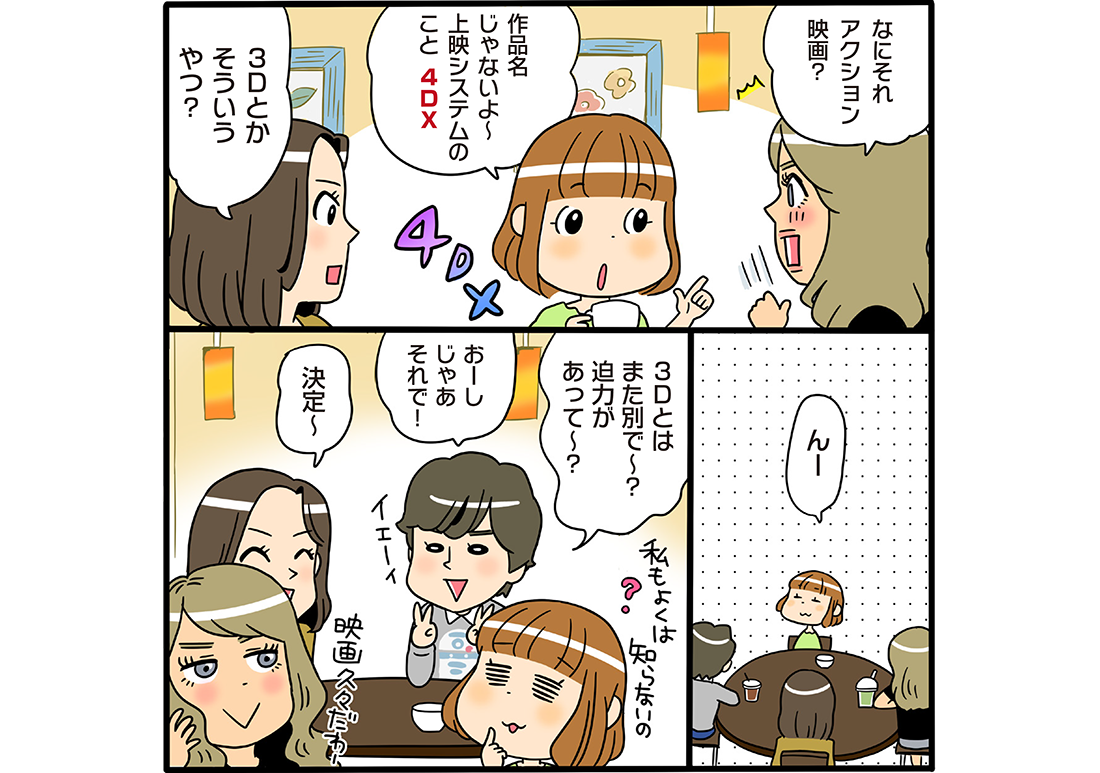 なにそれ
アクション
映画?
作品名
じゃないよ〜
上映システムの
こと 4DX
3Dとか
そういう
やつ?
4DX
んー
3Dとは
また別で〜?
迫力が
あって〜?
私もよくは
知らないの
?
おーし
じゃあ
それで!
イエーイ
決定〜
映画久々だわー